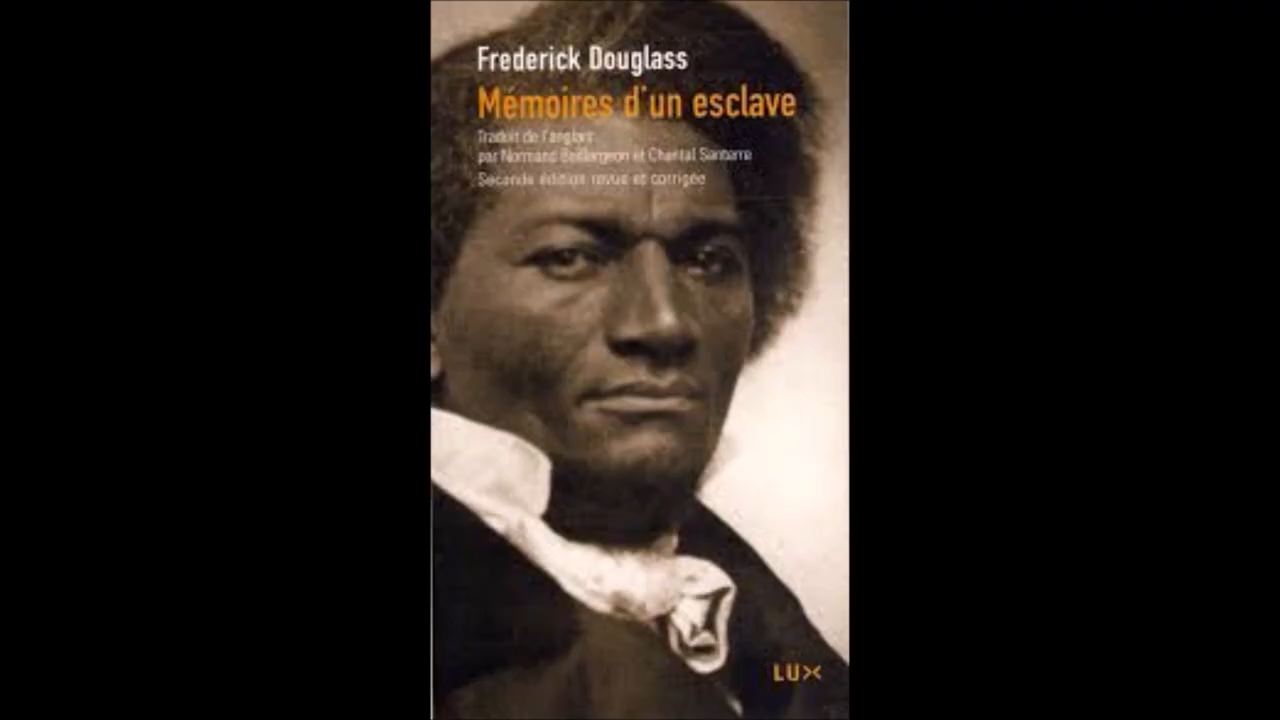 Frederick Douglass
Mémoires d'un esclave
Traduit de l'anglais
par Normand Baillargeon et Chantal Santerre
Seconde édition revue et corrigée
LUX